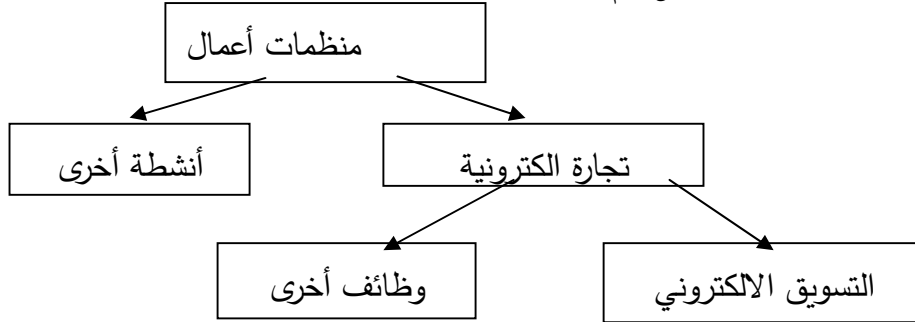 منظمات أعمال
تجارة الكترونية
أنشطة أخرى
التسويق الالكتروني
وظائف أخرى